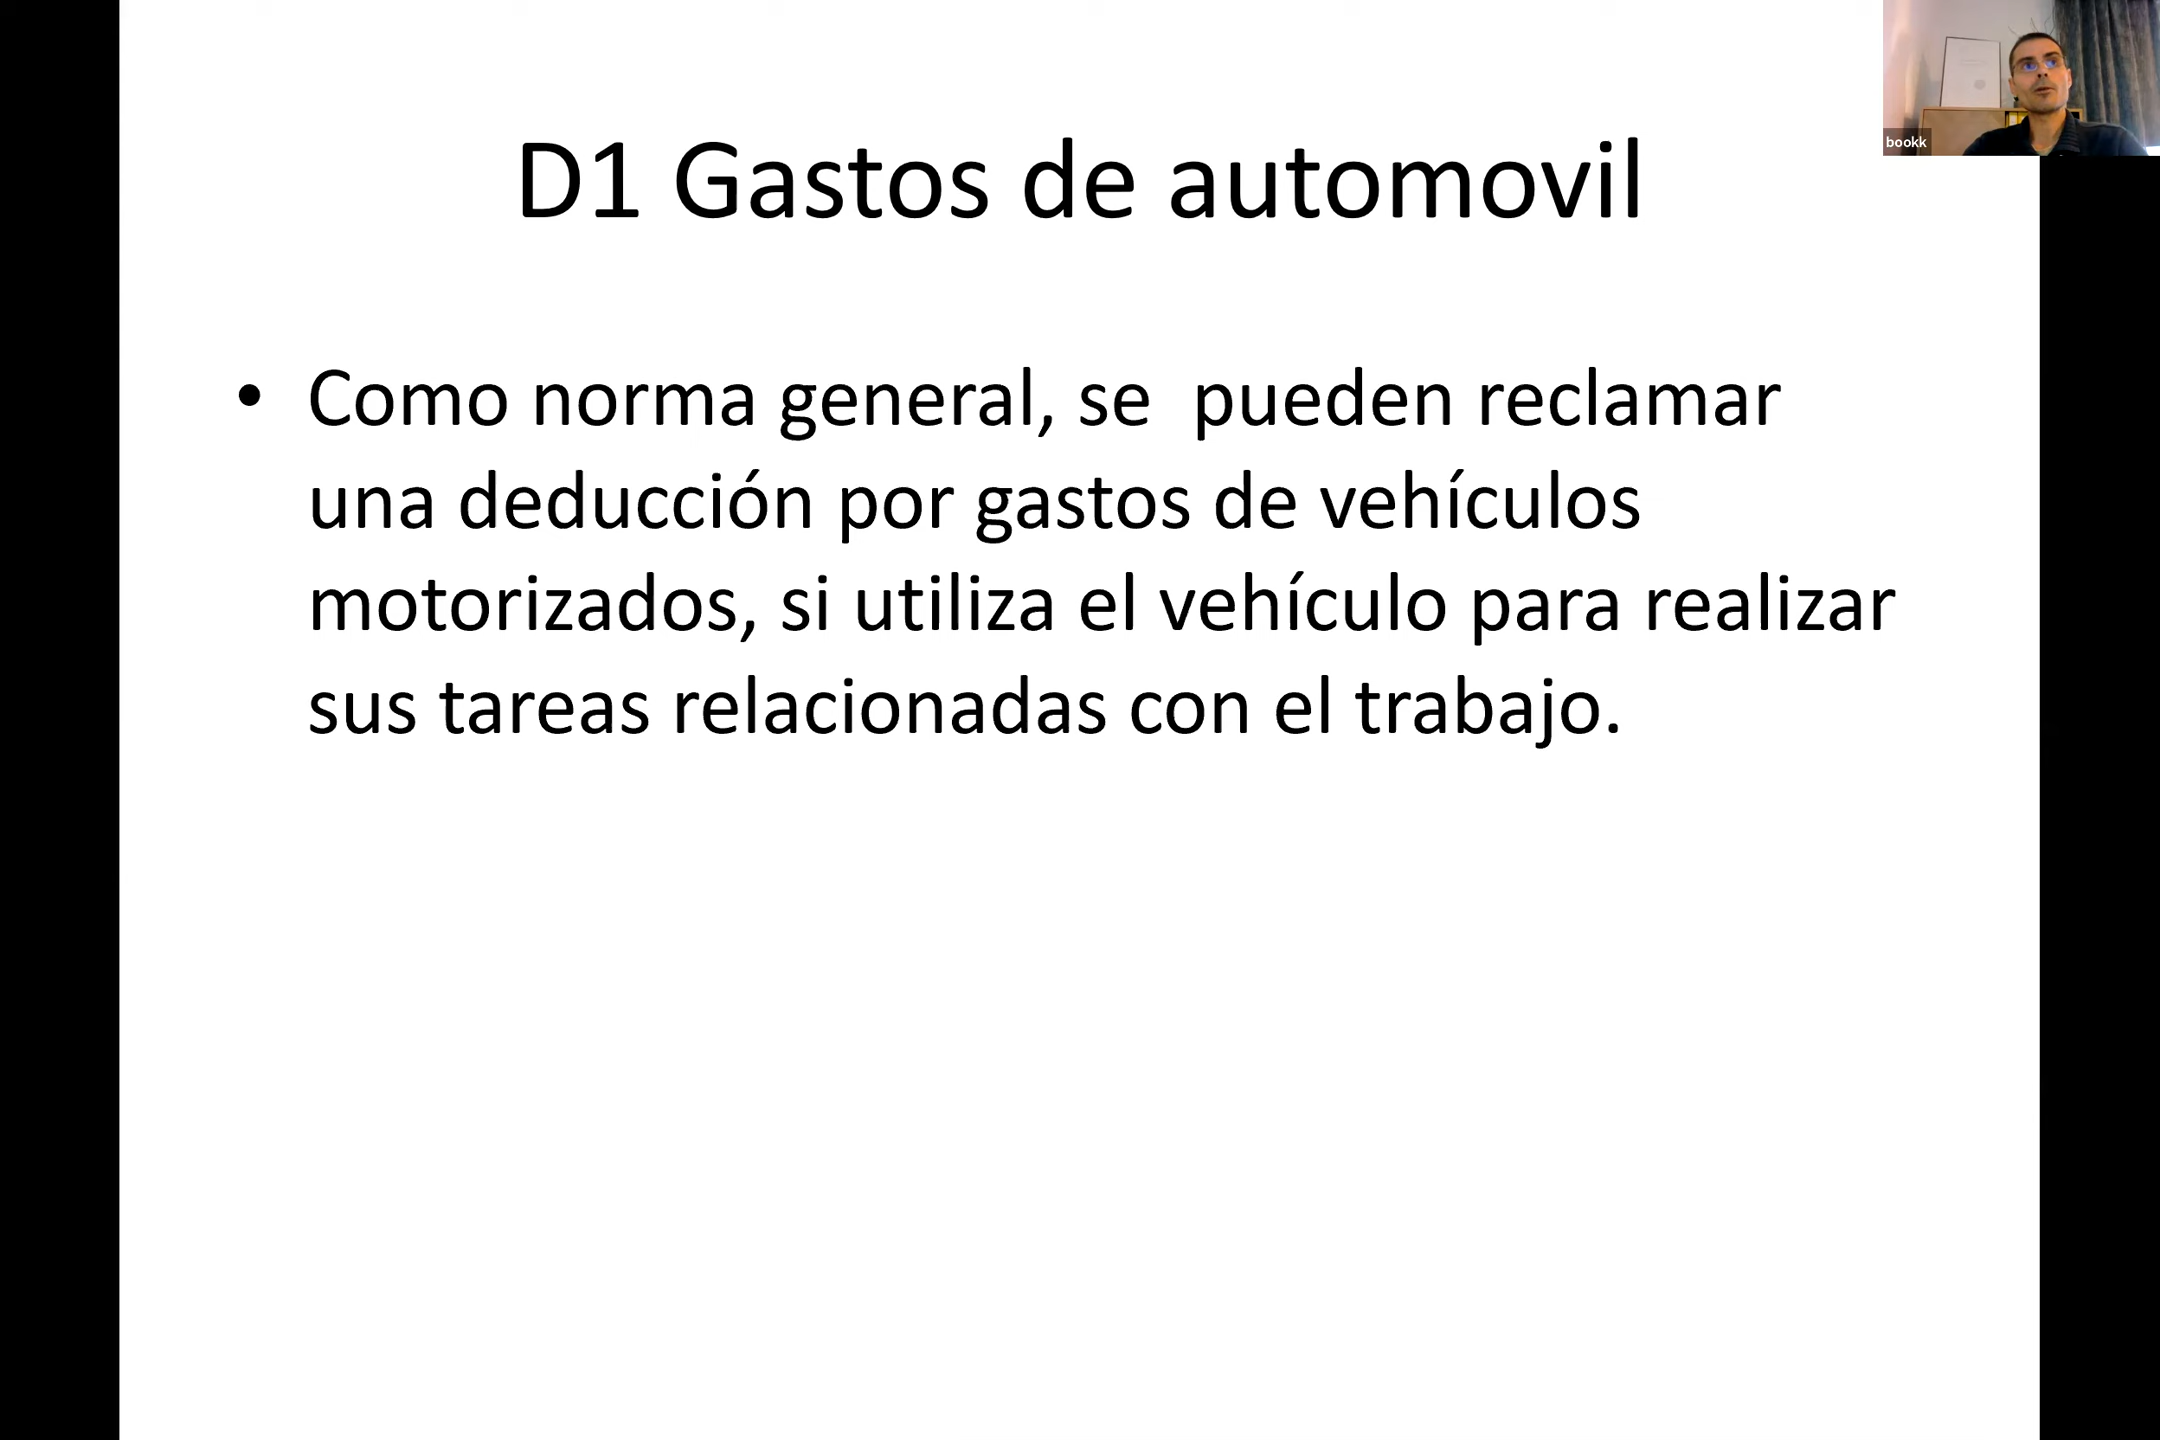 D1 Gastos de automovil
• Como norma general, se  pueden reclamar
una deducción por gastos de vehículos
motorizados, si utiliza el vehículo para realizar
sus tareas relacionadas con el trabajo.
bookk